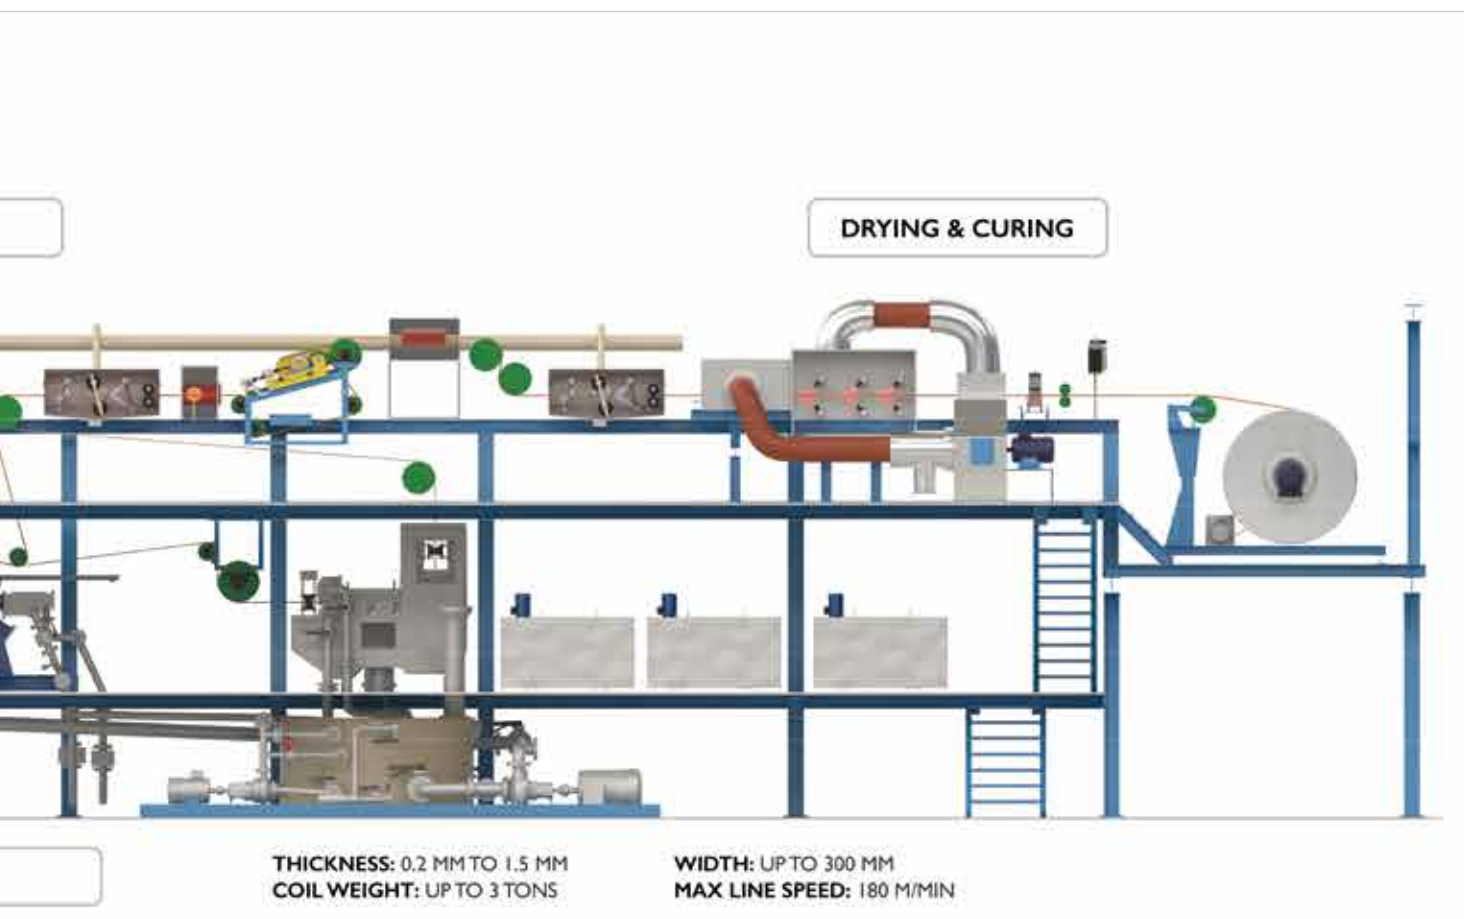 DRYING & CURING
THICKNESS: 0.2 MM TO 1.5 MM
COIL WEIGHT: UP TO 3 TONS
WIDTH: UP TO 300 MM
MAX LINE SPEED: 180 M/MIN